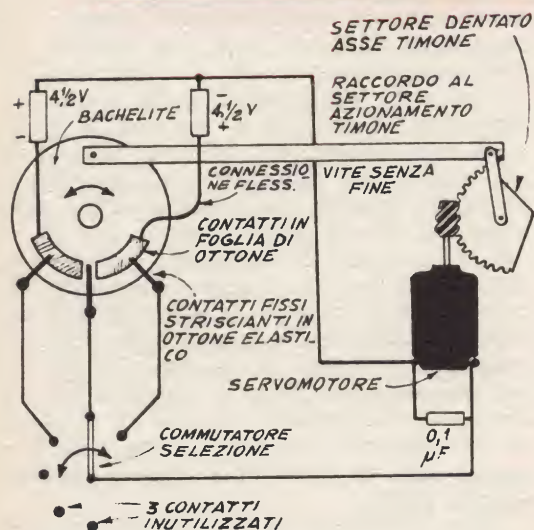 SETTORE DENTATO
ASSE TIMONE
RACCORDO AL
SETTORE
AZIONAMENTO
TIMONE
+
4½V
-
-
4½V
+
BACHELITE
CONNESSIO
NE FLESS.
VITE SENZA
FINE
CONTATTI IN
FOGLIA DI
OTTONE
CONTATTI FISSI
STRISCIANTI IN
OTTONE ELASTI_
CO
SERVOMOTORE
0,1
µF
COMMUTATORE
SELEZIONE
3 CONTATTI
INUTILIZZATI